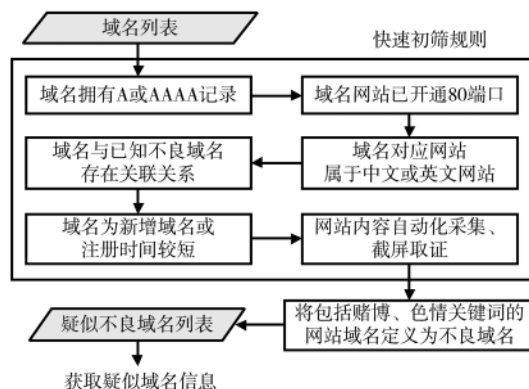 域名列表
快速初筛规则
域名拥有A或AAAA记录
域名网站已开通80端口
域名对应网站
属于中文或英文网站
域名与已知不良域名
存在关联关系
域名为新增域名或
注册时间较短
网站内容自动化采集、
截屏取证
将包括赌博、色情关键词的
网站域名定义为不良域名
疑似不良域名列表
获取疑似域名信息